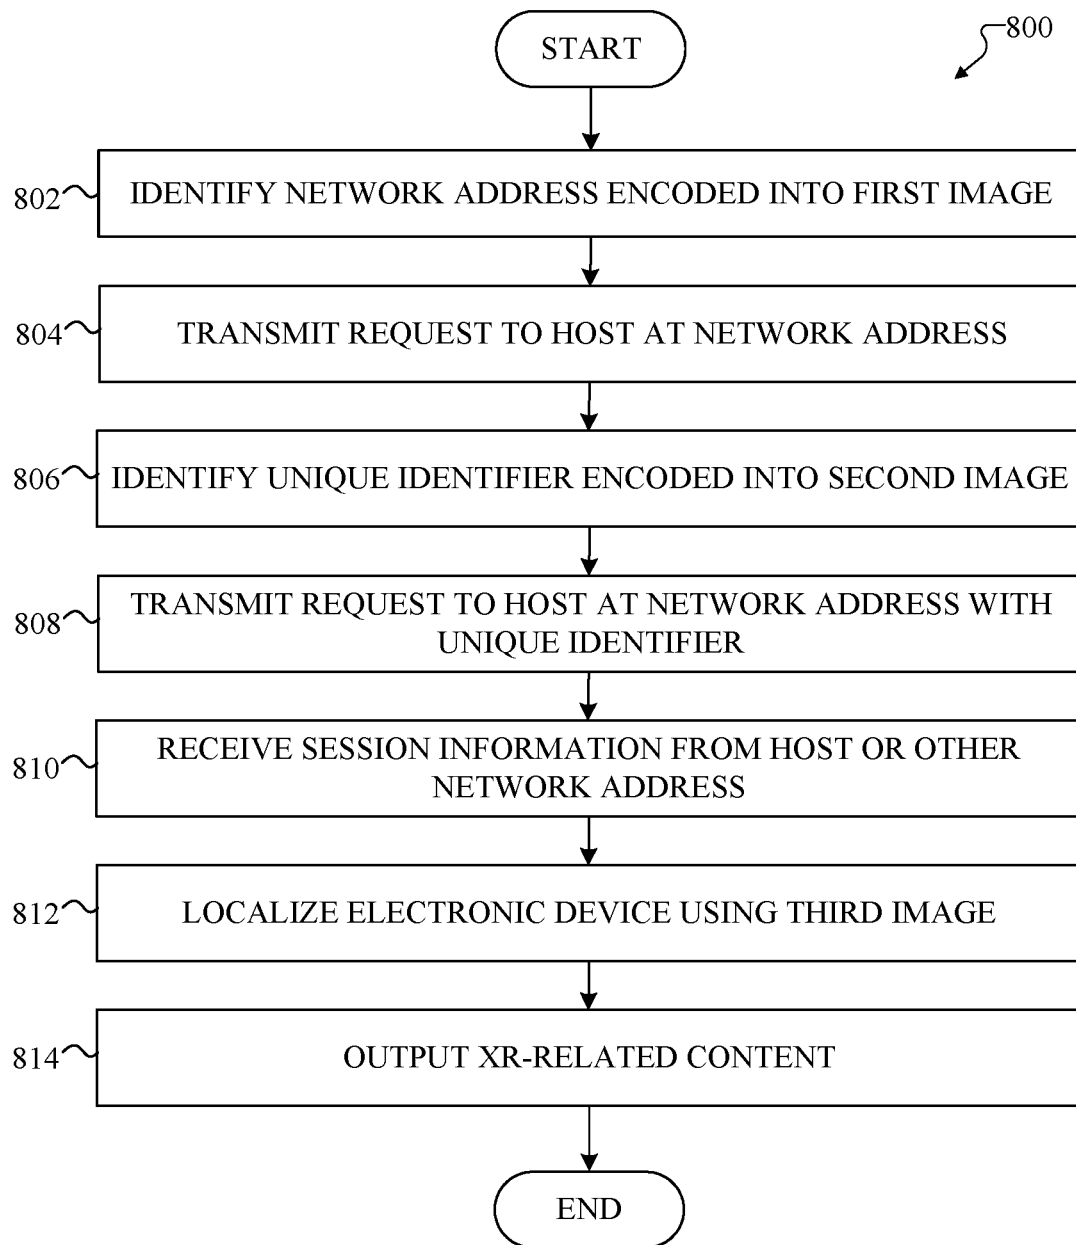 START
800
802
IDENTIFY NETWORK ADDRESS ENCODED INTO FIRST IMAGE
804
TRANSMIT REQUEST TO HOST AT NETWORK ADDRESS
806
IDENTIFY UNIQUE IDENTIFIER ENCODED INTO SECOND IMAGE
808
TRANSMIT REQUEST TO HOST AT NETWORK ADDRESS WITH
UNIQUE IDENTIFIER
810
RECEIVE SESSION INFORMATION FROM HOST OR OTHER
NETWORK ADDRESS
812
LOCALIZE ELECTRONIC DEVICE USING THIRD IMAGE
814
OUTPUT XR-RELATED CONTENT
END